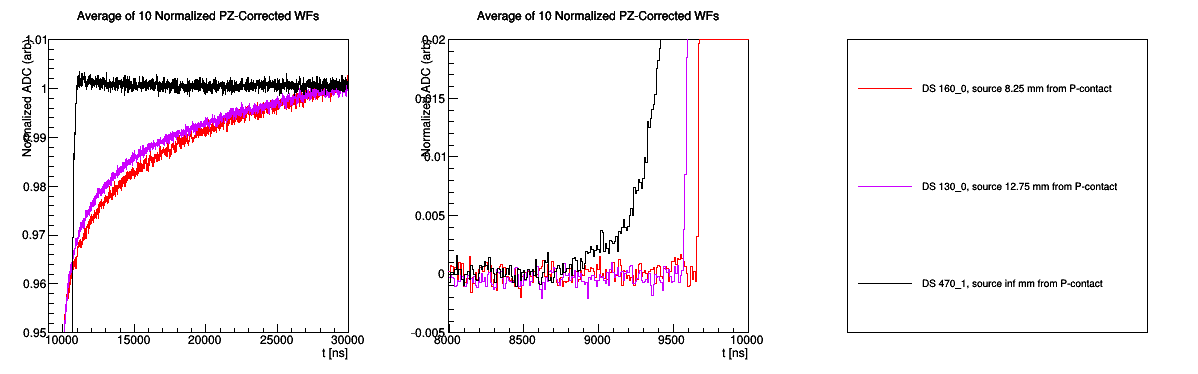 Average of 10 Normalized PZ-Corrected WFs
Normalized ADC (arb)
1.01
1
0.99
0.98
0.97
0.96
0.95
10000 15000 20000 25000 30000
t [ns]
Average of 10 Normalized PZ-Corrected WFs
Normalized ADC (arb)
0.02
0.015
0.01
0.005
0
-0.005
8000 8500 9000 9500 10000
t [ns]
DS 160_0, source 8.25 mm from P-contact
DS 130_0, source 12.75 mm from P-contact
DS 470_1, source inf mm from P-contact